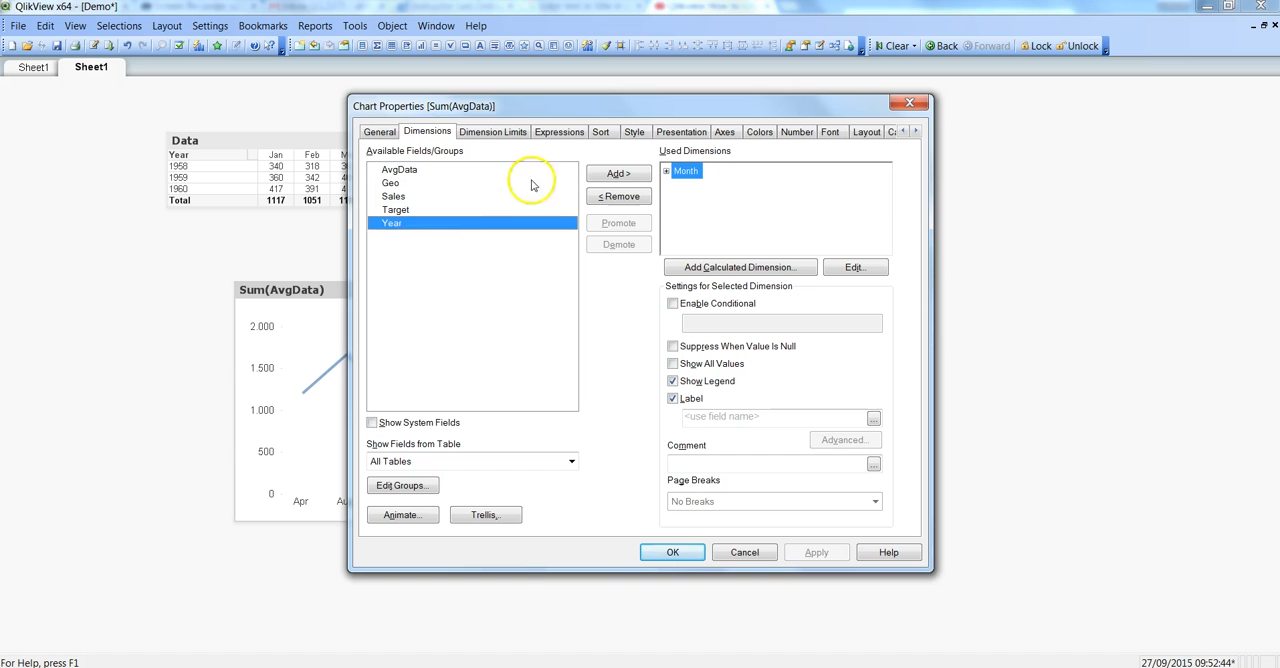 QlikView x64 - [Demo*]
File Edit View Selections Layout Settings Bookmarks Reports Tools Object Window Help
Clear Back Forward Lock Unlock
Sheet1 Sheet1
Data
Year Jan Feb M
1958 340 318
1959 360 342
1960 417 391
Total 1117 1051
Sum(AvgData)
2.000
1.500
1.000
500
0
Apr
Chart Properties [Sum(AvgData)]
General Dimensions Dimension Limits Expressions Sort Style Presentation Axes Colors Number Font Layout Ca
Available Fields/Groups
AvgData
Geo
Sales
Target
Year
Add >
< Remove
Promote
Demote
Used Dimensions
Month
Add Calculated Dimension...
Edit...
Settings for Selected Dimension
Enable Conditional
Suppress When Value Is Null
Show All Values
Show Legend
Label
<use field name>
...
Advanced...
Comment
...
Page Breaks
No Breaks
Show System Fields
Show Fields from Table
All Tables
Edit Groups...
Animate...
Trellis...
OK Cancel Apply Help
For Help, press F1
27/09/2015 09:52:44*